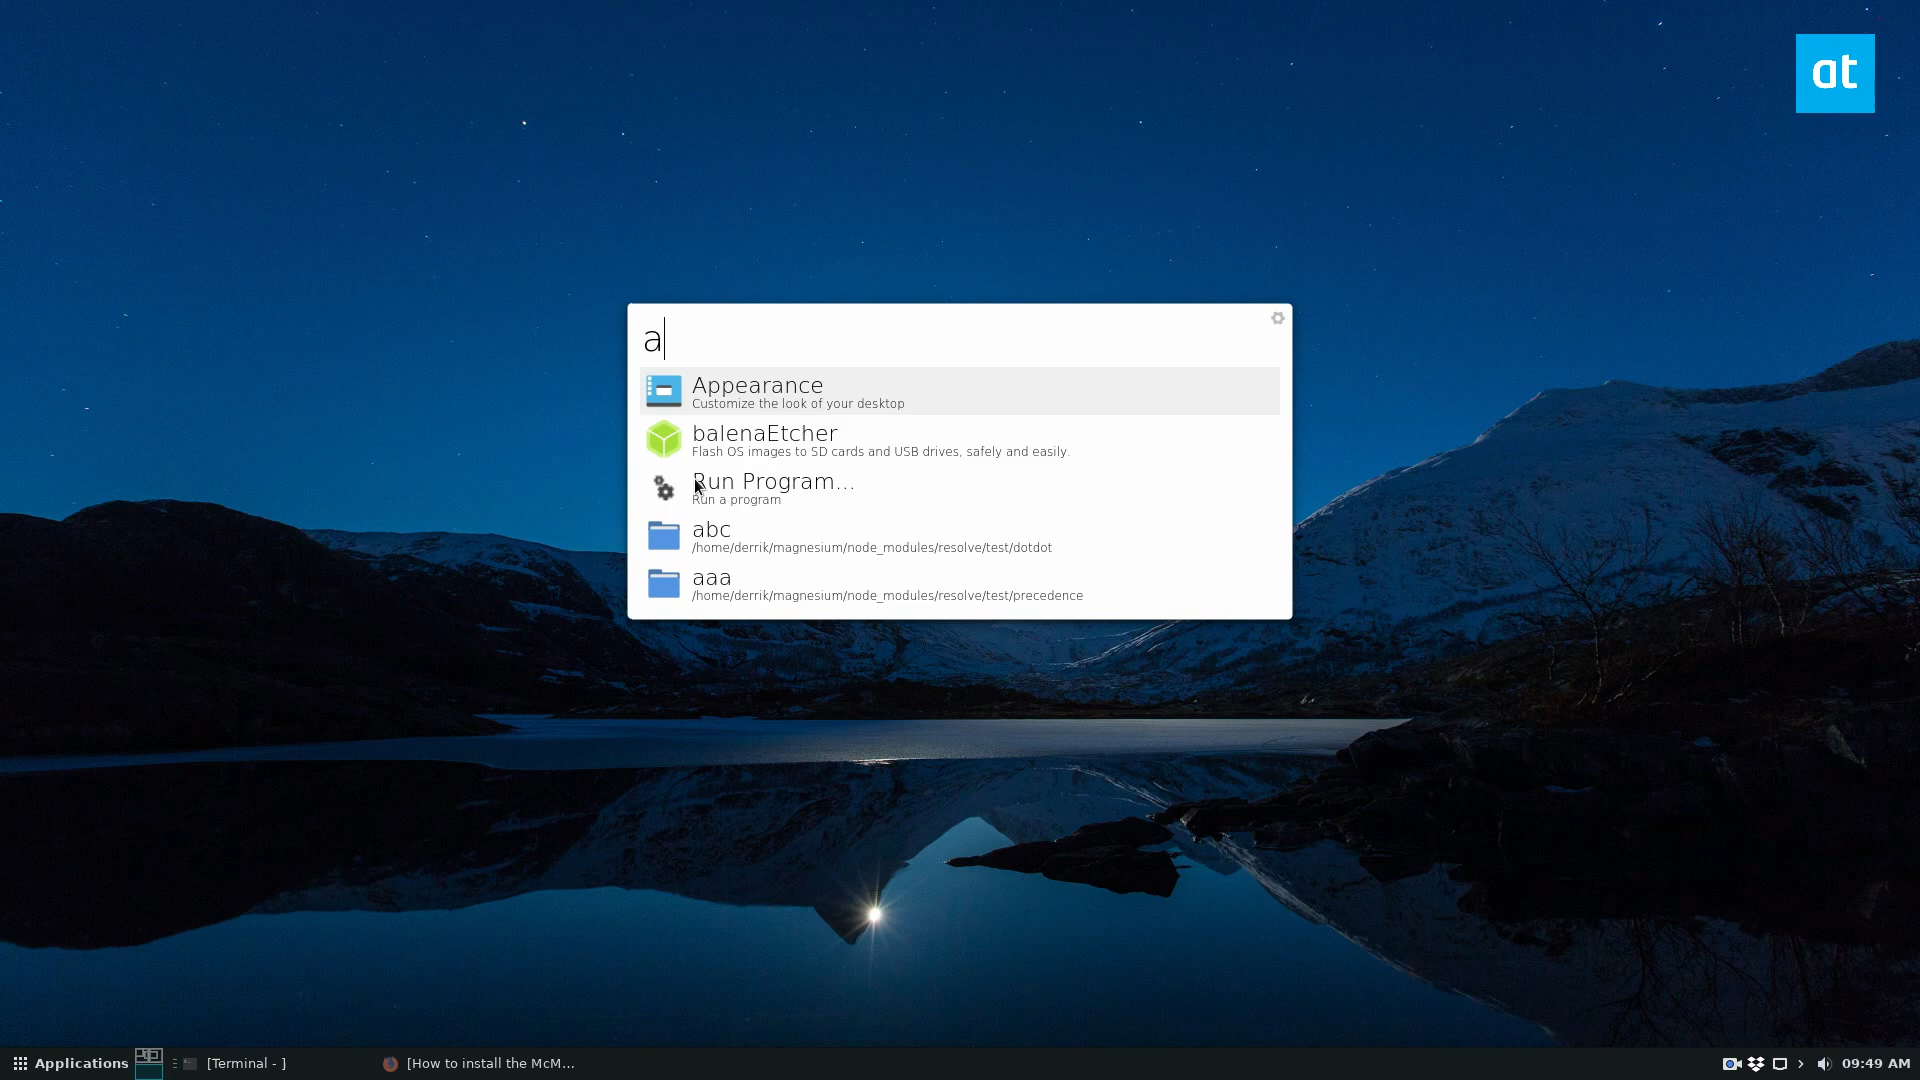 at
a
Appearance
Customize the look of your desktop
balenaEtcher
Flash OS images to SD cards and USB drives, safely and easily.
Run Program...
Run a program
abc
/home/derrik/magnesium/node_modules/resolve/test/dotdot
aaa
/home/derrik/magnesium/node_modules/resolve/test/precedence
Applications
[Terminal - ]
[How to install the McM...
09:49 AM